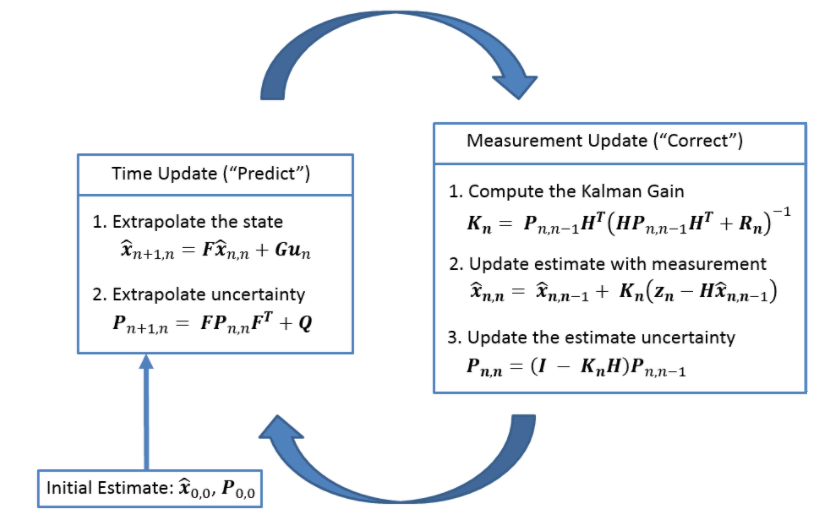 Time Update (“Predict”)
1. Extrapolate the state
x̂ₙ₊₁,ₙ = Fx̂ₙ,ₙ + Guₙ
2. Extrapolate uncertainty
Pₙ₊₁,ₙ = FPₙ,ₙFᵀ + Q
Measurement Update (“Correct”)
1. Compute the Kalman Gain
Kₙ = Pₙ,ₙ₋₁Hᵀ(HPₙ,ₙ₋₁Hᵀ + Rₙ)⁻¹
2. Update estimate with measurement
x̂ₙ,ₙ = x̂ₙ,ₙ₋₁ + Kₙ(zₙ − Hx̂ₙ,ₙ₋₁)
3. Update the estimate uncertainty
Pₙ,ₙ = (I − KₙH)Pₙ,ₙ₋₁
Initial Estimate: x̂₀,₀, P₀,₀